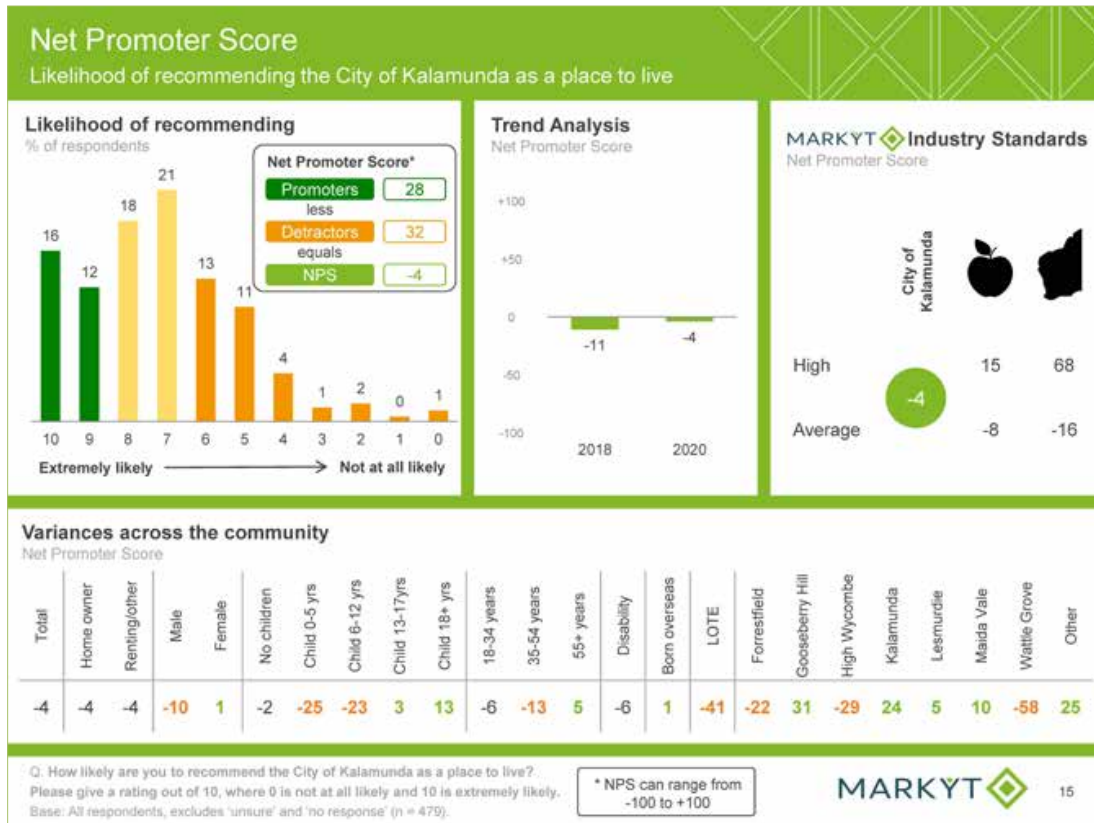 Net Promoter Score
Likelihood of recommending the City of Kalamunda as a place to live
Likelihood of recommending
% of respondents
16
12
18
21
13
11
4
1
2
0
1
10 9 8 7 6 5 4 3 2 1 0
Extremely likely
Not at all likely
Net Promoter Score*
Promoters 28
less
Detractors 32
equals
NPS -4
Trend Analysis
Net Promoter Score
+100
+50
0
-50
-100
-11
-4
2018 2020
MARKYT Industry Standards
Net Promoter Score
City of
Kalamunda
High 15 68
-4
Average -8 -16
Variances across the community
Net Promoter Score
Total
Home owner
Renting/other
Male
Female
No children
Child 0-5 yrs
Child 6-12 yrs
Child 13-17yrs
Child 18+ yrs
18-34 years
35-54 years
55+ years
Disability
Born overseas
LOTE
Forrestfield
Gooseberry Hill
High Wycombe
Kalamunda
Lesmurdie
Maida Vale
Wattle Grove
Other
-4 -4 -4 -10 1 -2 -25 -23 3 13 -6 -13 5 -6 1 -41 -22 31 -29 24 5 10 -58 25
Q. How likely are you to recommend the City of Kalamunda as a place to live?
Please give a rating out of 10, where 0 is not at all likely and 10 is extremely likely.
Base: All respondents, excludes 'unsure' and 'no response' (n = 479).
* NPS can range from
-100 to +100
MARKYT
15